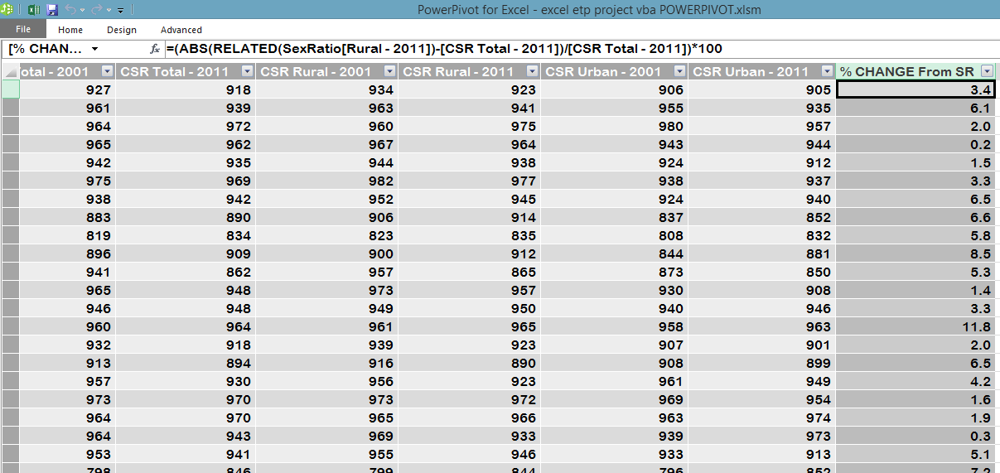 PowerPivot for Excel - excel etp project vba POWERPIVOT.xlsm
File Home Design Advanced
[% CHAN... fx =(ABS(RELATED(SexRatio[Rural - 2011])-[CSR Total - 2011])/[CSR Total - 2011])*100
otal - 2001 CSR Total - 2011 CSR Rural - 2001 CSR Rural - 2011 CSR Urban - 2001 CSR Urban - 2011 % CHANGE From SR
927 918 934 923 906 905 3.4
961 939 963 941 955 935 6.1
964 972 960 975 980 957 2.0
965 962 967 964 943 944 0.2
942 935 944 938 924 912 1.5
975 969 982 977 938 937 3.3
938 942 952 945 924 940 6.5
883 890 906 914 837 852 6.6
819 834 823 835 808 832 5.8
896 909 900 912 844 881 8.5
941 862 957 865 873 850 5.3
965 948 973 957 930 908 1.4
946 948 949 950 940 946 3.3
960 964 961 965 958 963 11.8
932 918 939 923 907 901 2.0
913 894 916 890 908 899 6.5
957 930 956 923 961 949 4.2
973 970 973 972 969 954 1.6
964 970 965 966 963 974 1.9
964 943 969 933 939 973 0.3
953 941 955 946 933 913 5.1
798 846 799 844 796 852 7.2